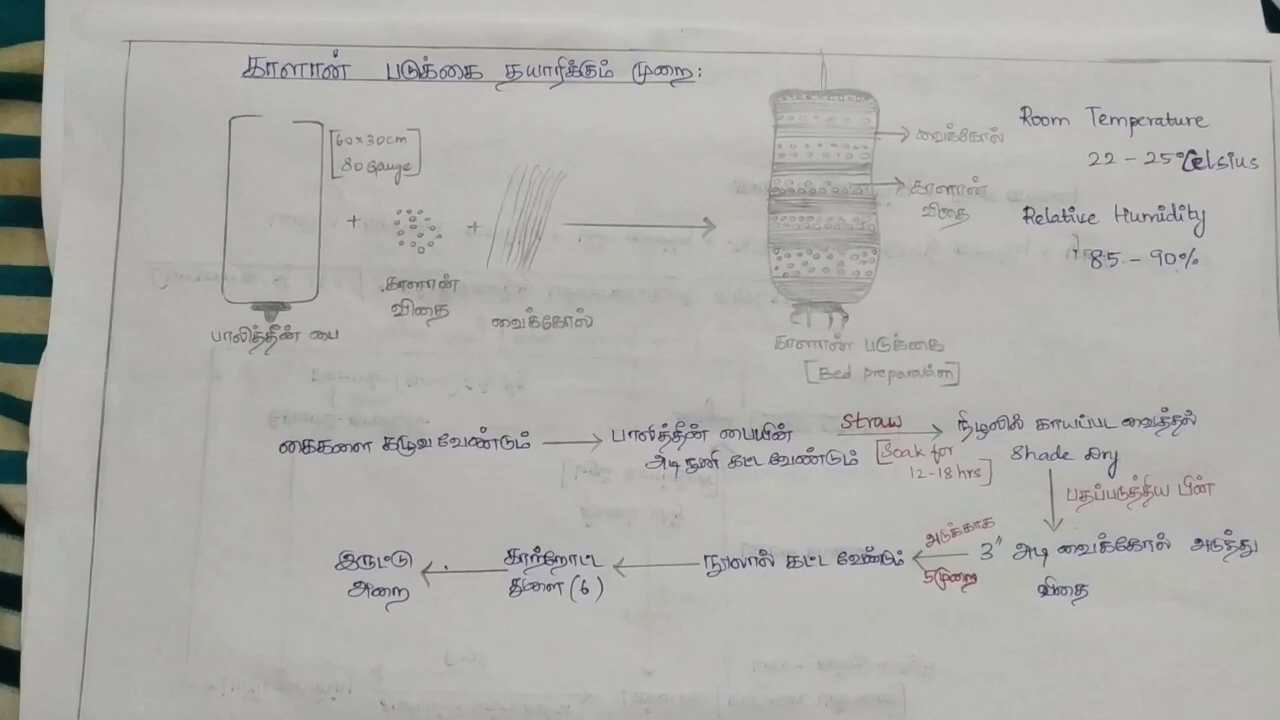 காளான் படுக்கை தயாரிக்கும் முறை:
[60x30cm
80 Gauge]
+
+
காளான்
விதை
வைக்கோல்
பாலித்தீன் பை
வைக்கோல்
காளான்
விதை
காளான் படுக்கை
[Bed preparation]
Room Temperature
22 - 25°Celsius
Relative Humidity
85 - 90%
கைகளை கழுவ வேண்டும்
பாலித்தீன் பையின்
அடி நுனி கட்ட வேண்டும்
Straw
[Soak for
12-18 hrs]
நிழலில் காயப்பட வைத்தல்
Shade Dry
பதப்படுத்திய பின்
3" அடி வைக்கோல் அடுத்து
விதை
அடுக்காக
5முறை
நூலால் கட்ட வேண்டும்
காற்றோட்ட
துளை (6)
இருட்டு
அறை